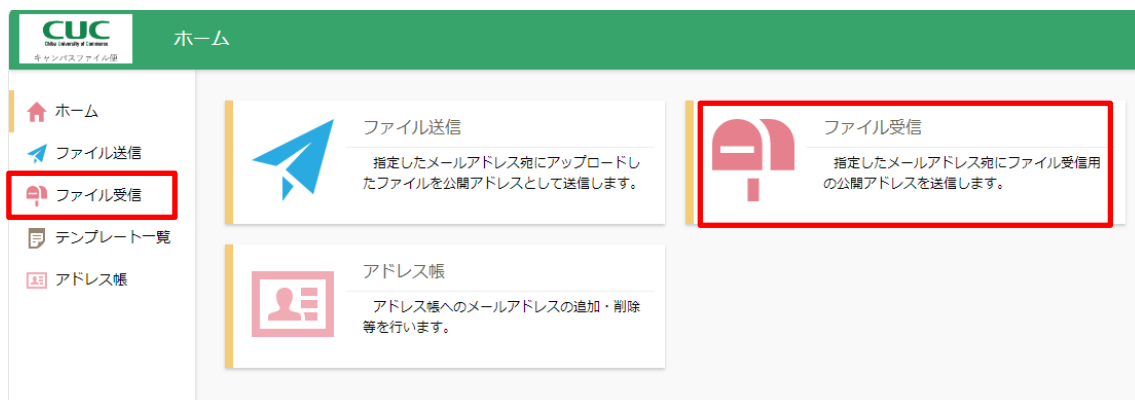 CUC
Chiba University of Commerce
キャンパスファイル便
ホーム
ホーム
ファイル送信
ファイル受信
テンプレート一覧
アドレス帳
ファイル送信
指定したメールアドレス宛にアップロードし
たファイルを公開アドレスとして送信します。
ファイル受信
指定したメールアドレス宛にファイル受信用
の公開アドレスを送信します。
アドレス帳
アドレス帳へのメールアドレスの追加・削除
等を行います。